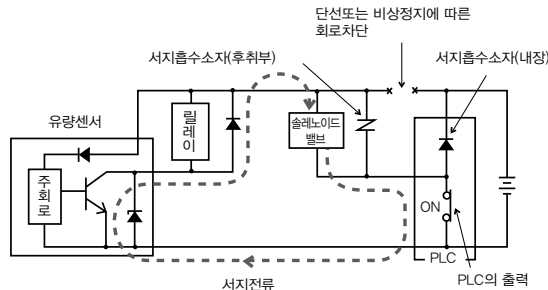 단선또는 비상정지에 따른
회로차단
서지흡수소자(후취부)
서지흡수소자(내장)
유량센서
릴레이
솔레노이드
밸브
주회로
ON
PLC
PLC의 출력
서지전류